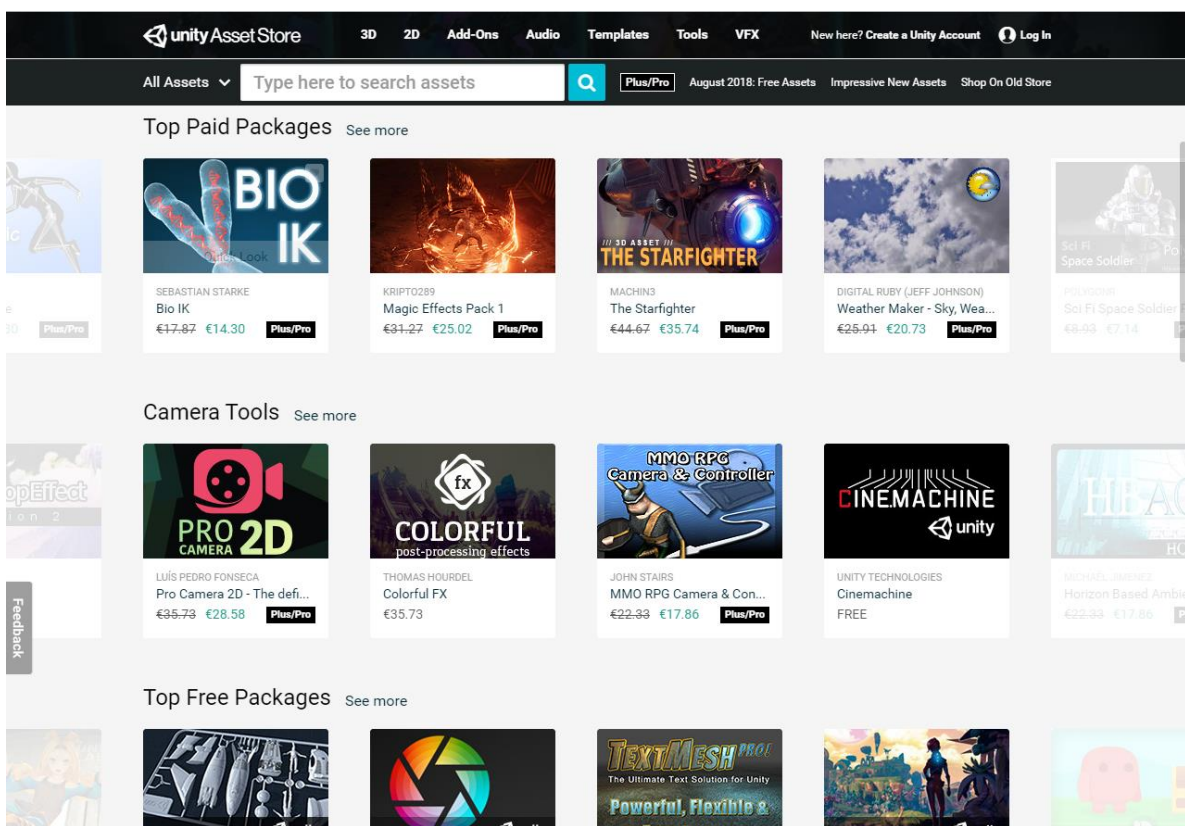 unity Asset Store
3D 2D Add-Ons Audio Templates Tools VFX
New here? Create a Unity Account Log In
All Assets
Type here to search assets
Plus/Pro August 2018: Free Assets Impressive New Assets Shop On Old Store
Top Paid Packages See more
BIO
IK
Quick Look
/// 3D ASSET ///
THE STARFIGHTER
Sci Fi
Space Soldier
SEBASTIAN STARKE
Bio IK
€17.87 €14.30 Plus/Pro
KRIPTO289
Magic Effects Pack 1
€31.27 €25.02 Plus/Pro
MACHIN3
The Starfighter
€44.67 €35.74 Plus/Pro
DIGITAL RUBY (JEFF JOHNSON)
Weather Maker - Sky, Wea...
€25.91 €20.73 Plus/Pro
POLYGONS
Sci Fi Space Soldier
€8.93 €7.14
Plus/Pro
Camera Tools See more
PRO
CAMERA 2D
fx
COLORFUL
post-processing effects
MMO RPG
Camera & Controller
CINEMACHINE
unity
LUÍS PEDRO FONSECA
Pro Camera 2D - The defi...
€35.73 €28.58 Plus/Pro
THOMAS HOURDEL
Colorful FX
€35.73
JOHN STAIRS
MMO RPG Camera & Con...
€22.33 €17.86 Plus/Pro
UNITY TECHNOLOGIES
Cinemachine
FREE
MICHAËL JIMENEZ
Horizon Based Ambie
€22.33 €17.86
Feedback
Top Free Packages See more
TEXTMESH PRO
The Ultimate Text Solution for Unity
Powerful, Flexible &